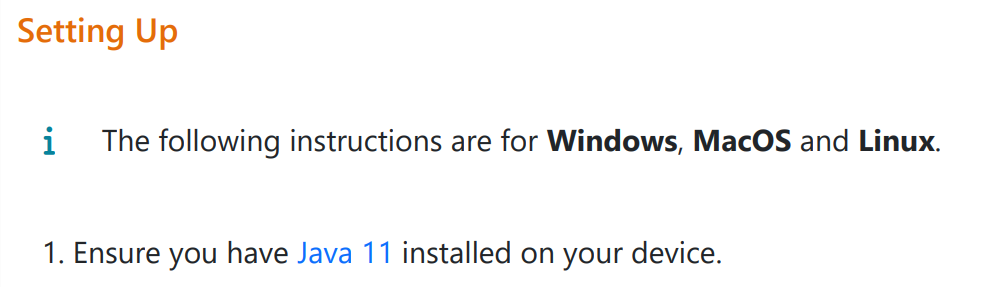 Setting Up
i The following instructions are for Windows, MacOS and Linux.
1. Ensure you have Java 11 installed on your device.